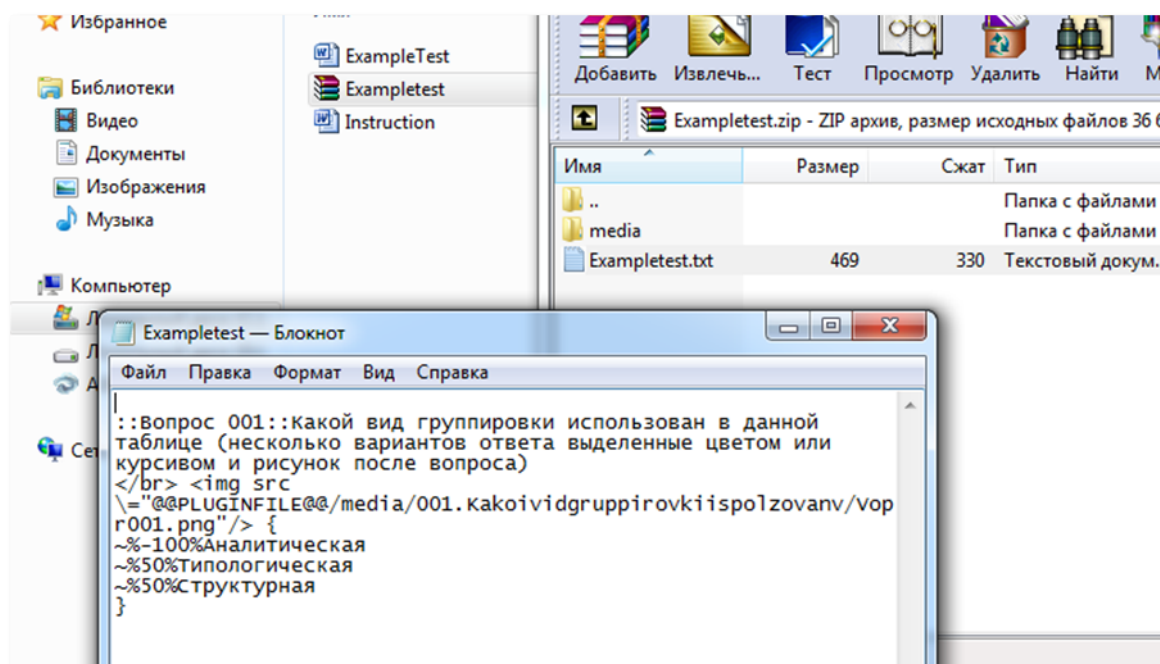 Избранное
Библиотеки
Видео
Документы
Изображения
Музыка
Компьютер
ExampleTest
Exampletest
Instruction
Добавить Извлечь... Тест Просмотр Удалить Найти
Exampletest.zip - ZIP архив, размер исходных файлов 36
Имя Размер Сжат Тип
.. Папка с файлами
media Папка с файлами
Exampletest.txt 469 330 Текстовый докум.
Exampletest — Блокнот
Файл Правка Формат Вид Справка
::Вопрос 001::Какой вид группировки использован в данной
таблице (несколько вариантов ответа выделенные цветом или
курсивом и рисунок после вопроса)
</br> <img src
\="@@PLUGINFILE@@/media/001.Kakoividgruppirovkiispolzovanv/Vop
r001.png"/> {
~%-100%Аналитическая
~%50%Типологическая
~%50%Структурная
}